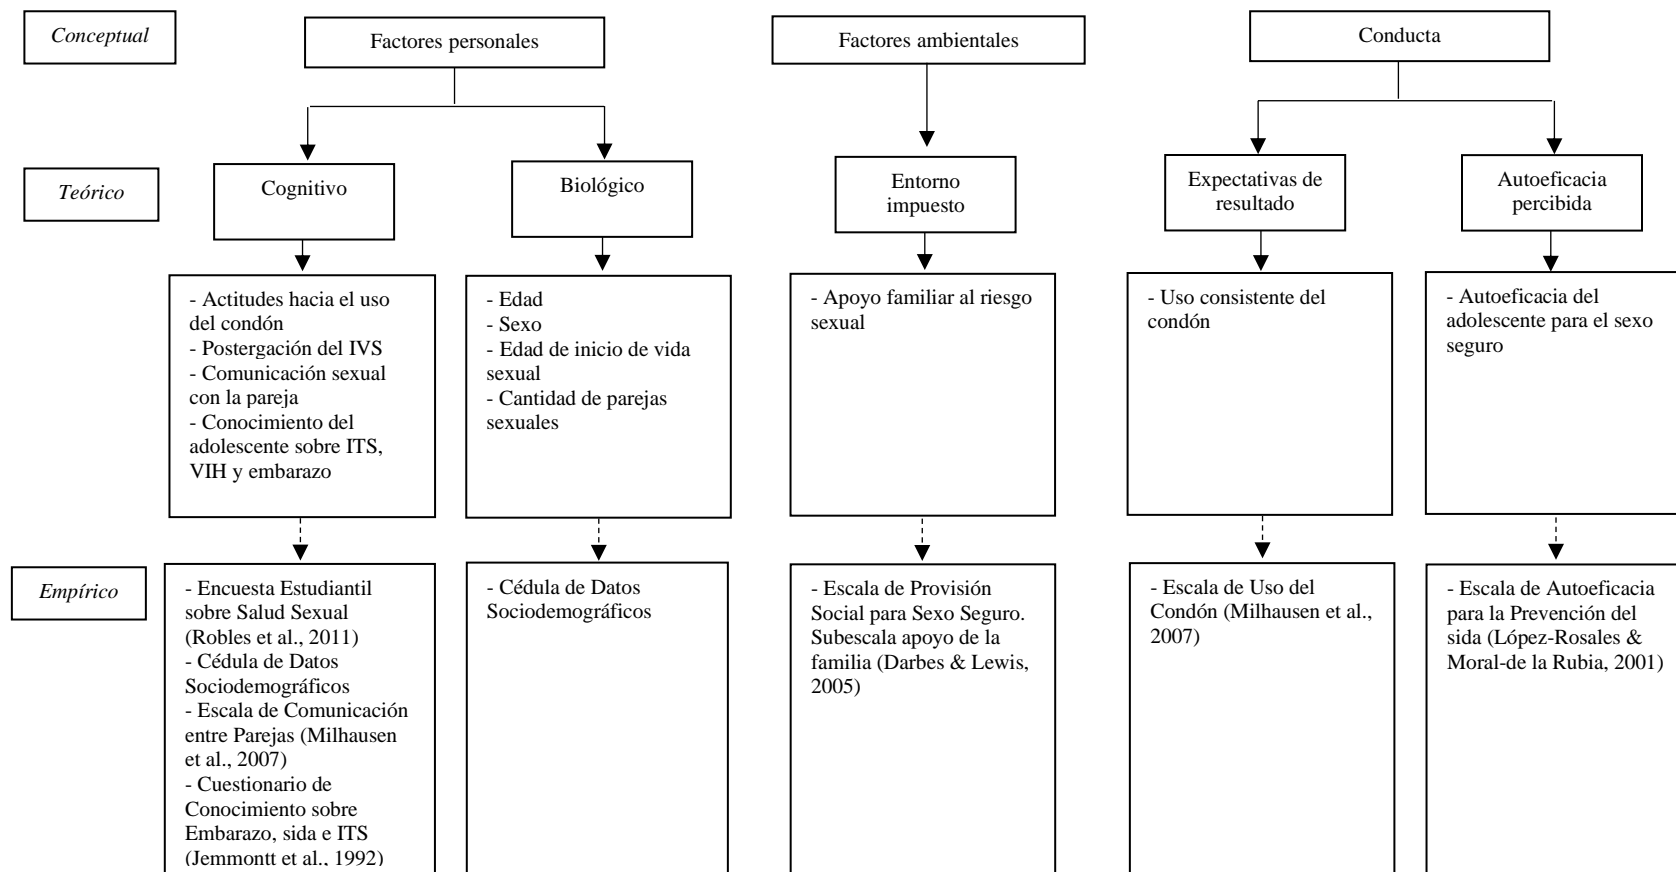 Conceptual
Factores personales
Factores ambientales
Conducta
Teórico
Cognitivo
Biológico
Entorno
impuesto
Expectativas de
resultado
Autoeficacia
percibida
- Actitudes hacia el uso
del condón
- Postergación del IVS
- Comunicación sexual
con la pareja
- Conocimiento del
adolescente sobre ITS,
VIH y embarazo
- Edad
- Sexo
- Edad de inicio de vida
sexual
- Cantidad de parejas
sexuales
- Apoyo familiar al riesgo
sexual
- Uso consistente del
condón
- Autoeficacia del
adolescente para el sexo
seguro
Empírico
- Encuesta Estudiantil
sobre Salud Sexual
(Robles et al., 2011)
- Cédula de Datos
Sociodemográficos
- Escala de Comunicación
entre Parejas (Milhausen
et al., 2007)
- Cuestionario de
Conocimiento sobre
Embarazo, sida e ITS
(Jemmontt et al., 1992)
- Cédula de Datos
Sociodemográficos
- Escala de Provisión
Social para Sexo Seguro.
Subescala apoyo de la
familia (Darbes & Lewis,
2005)
- Escala de Uso del
Condón (Milhausen et al.,
2007)
- Escala de Autoeficacia
para la Prevención del
sida (López-Rosales &
Moral-de la Rubia, 2001)